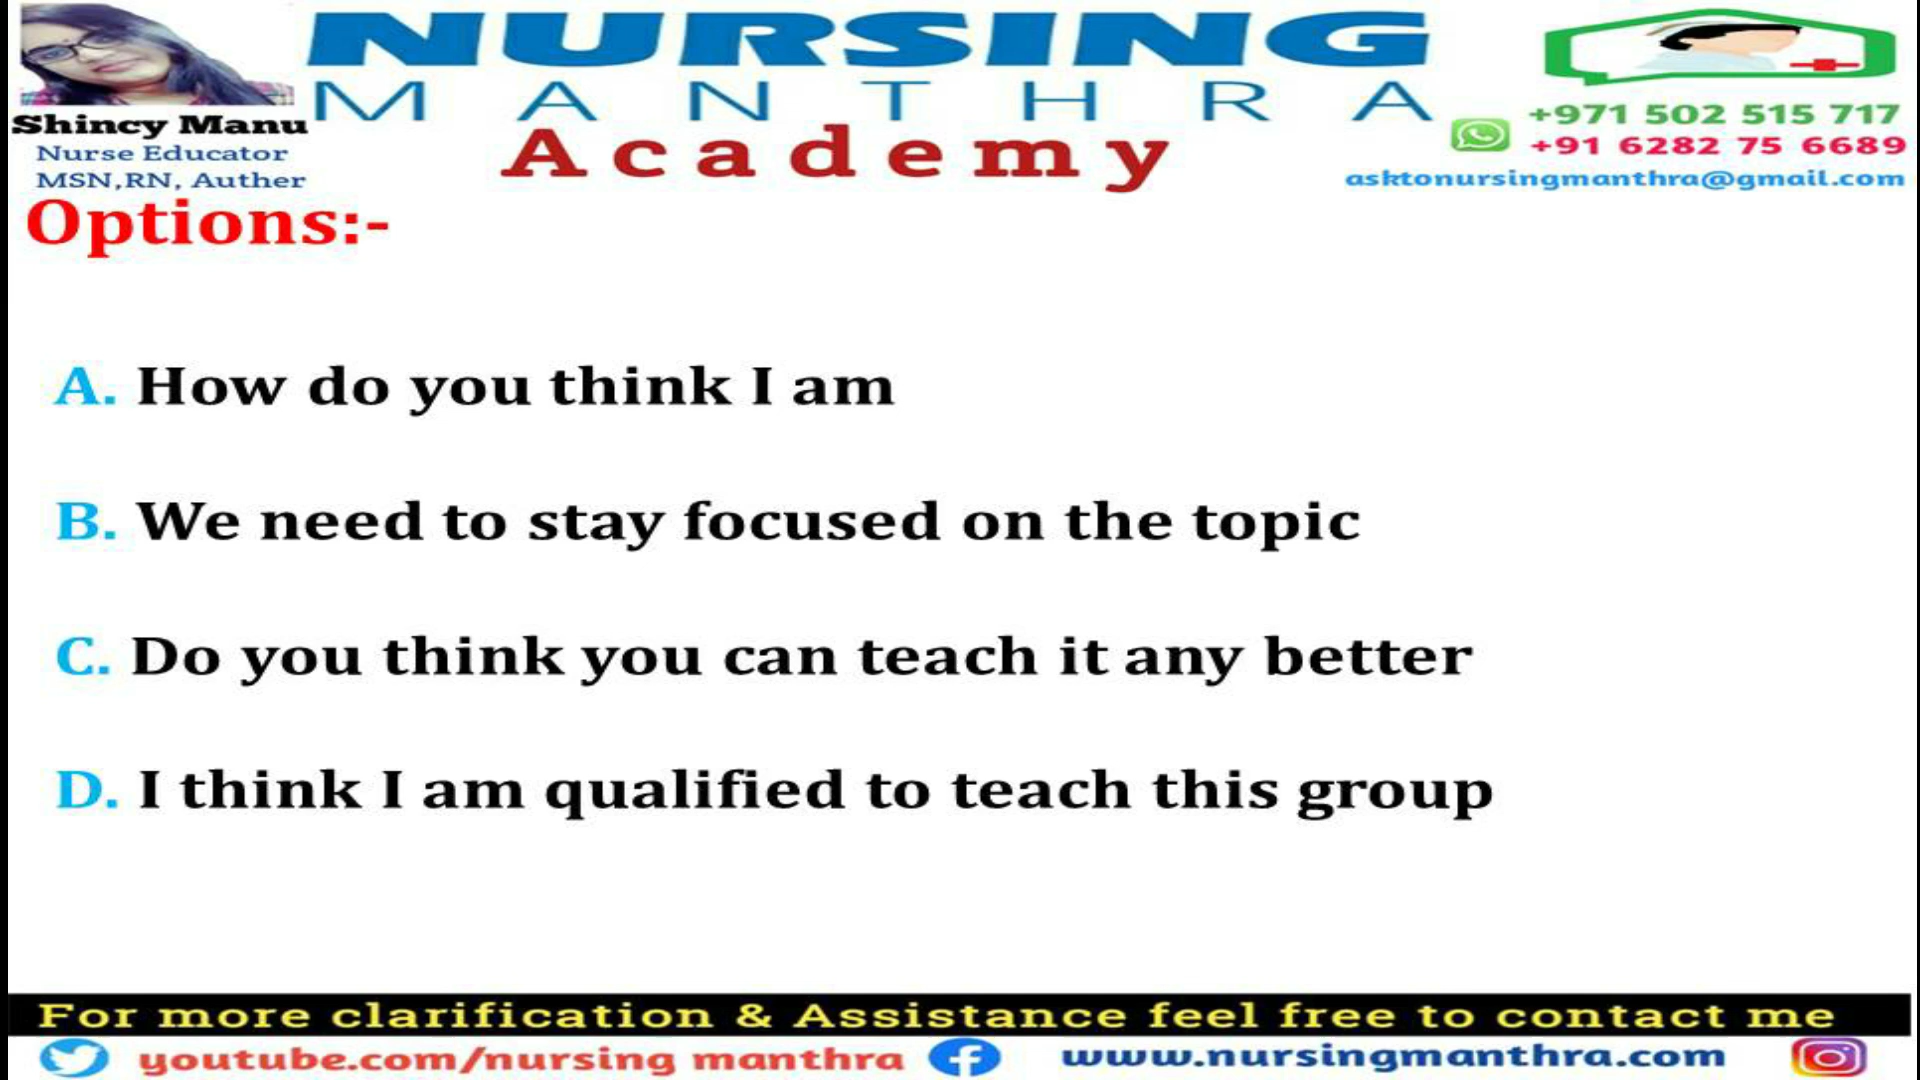 NURSING
MANTHRA
Academy
Shincy Manu
Nurse Educator
MSN,RN, Auther
+971 502 515 717
+91 6282 75 6689
asktonursingmanthra@gmail.com
Options:-
A. How do you think I am
B. We need to stay focused on the topic
C. Do you think you can teach it any better
D. I think I am qualified to teach this group
For more clarification & Assistance feel free to contact me
youtube.com/nursing manthra
www.nursingmanthra.com